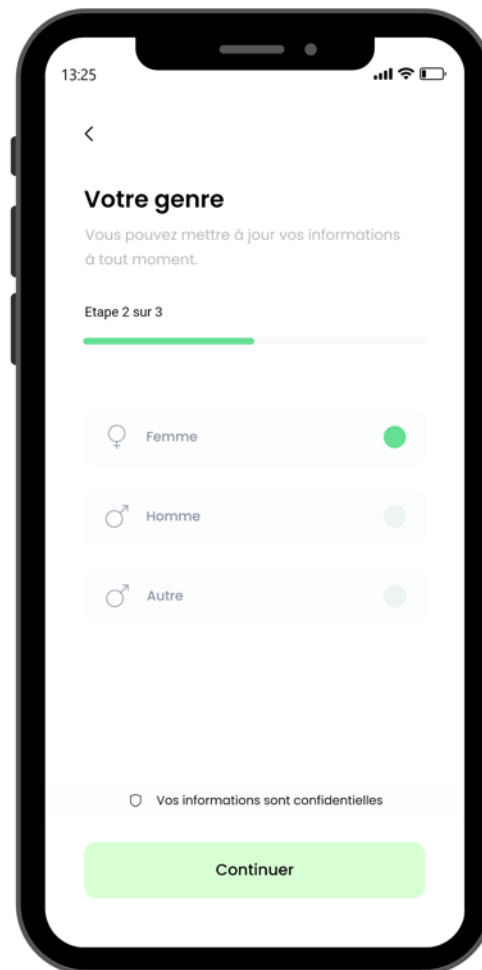 13:25
Votre genre
Vous pouvez mettre à jour vos informations
à tout moment.
Etape 2 sur 3
Femme
Homme
Autre
Vos informations sont confidentielles
Continuer